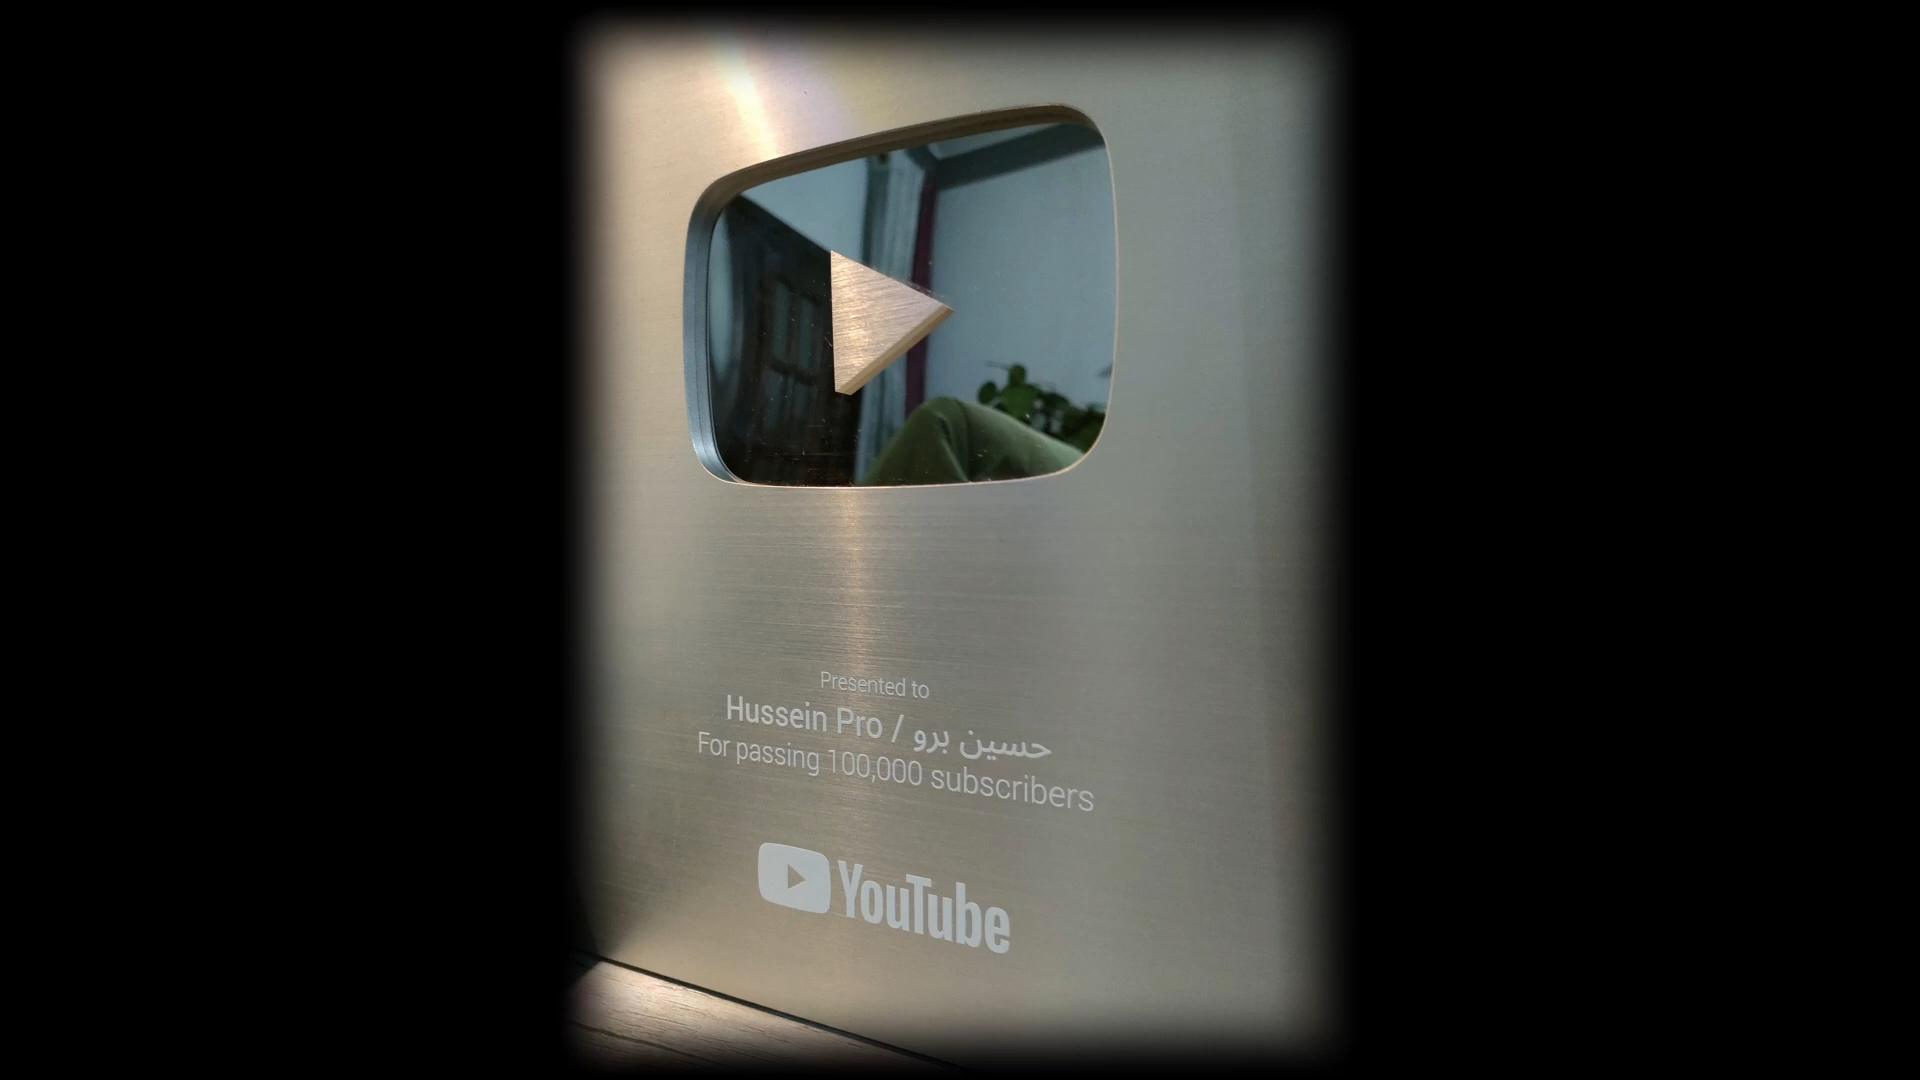 Presented to
Hussein Pro / حسين برو
For passing 100,000 subscribers
YouTube